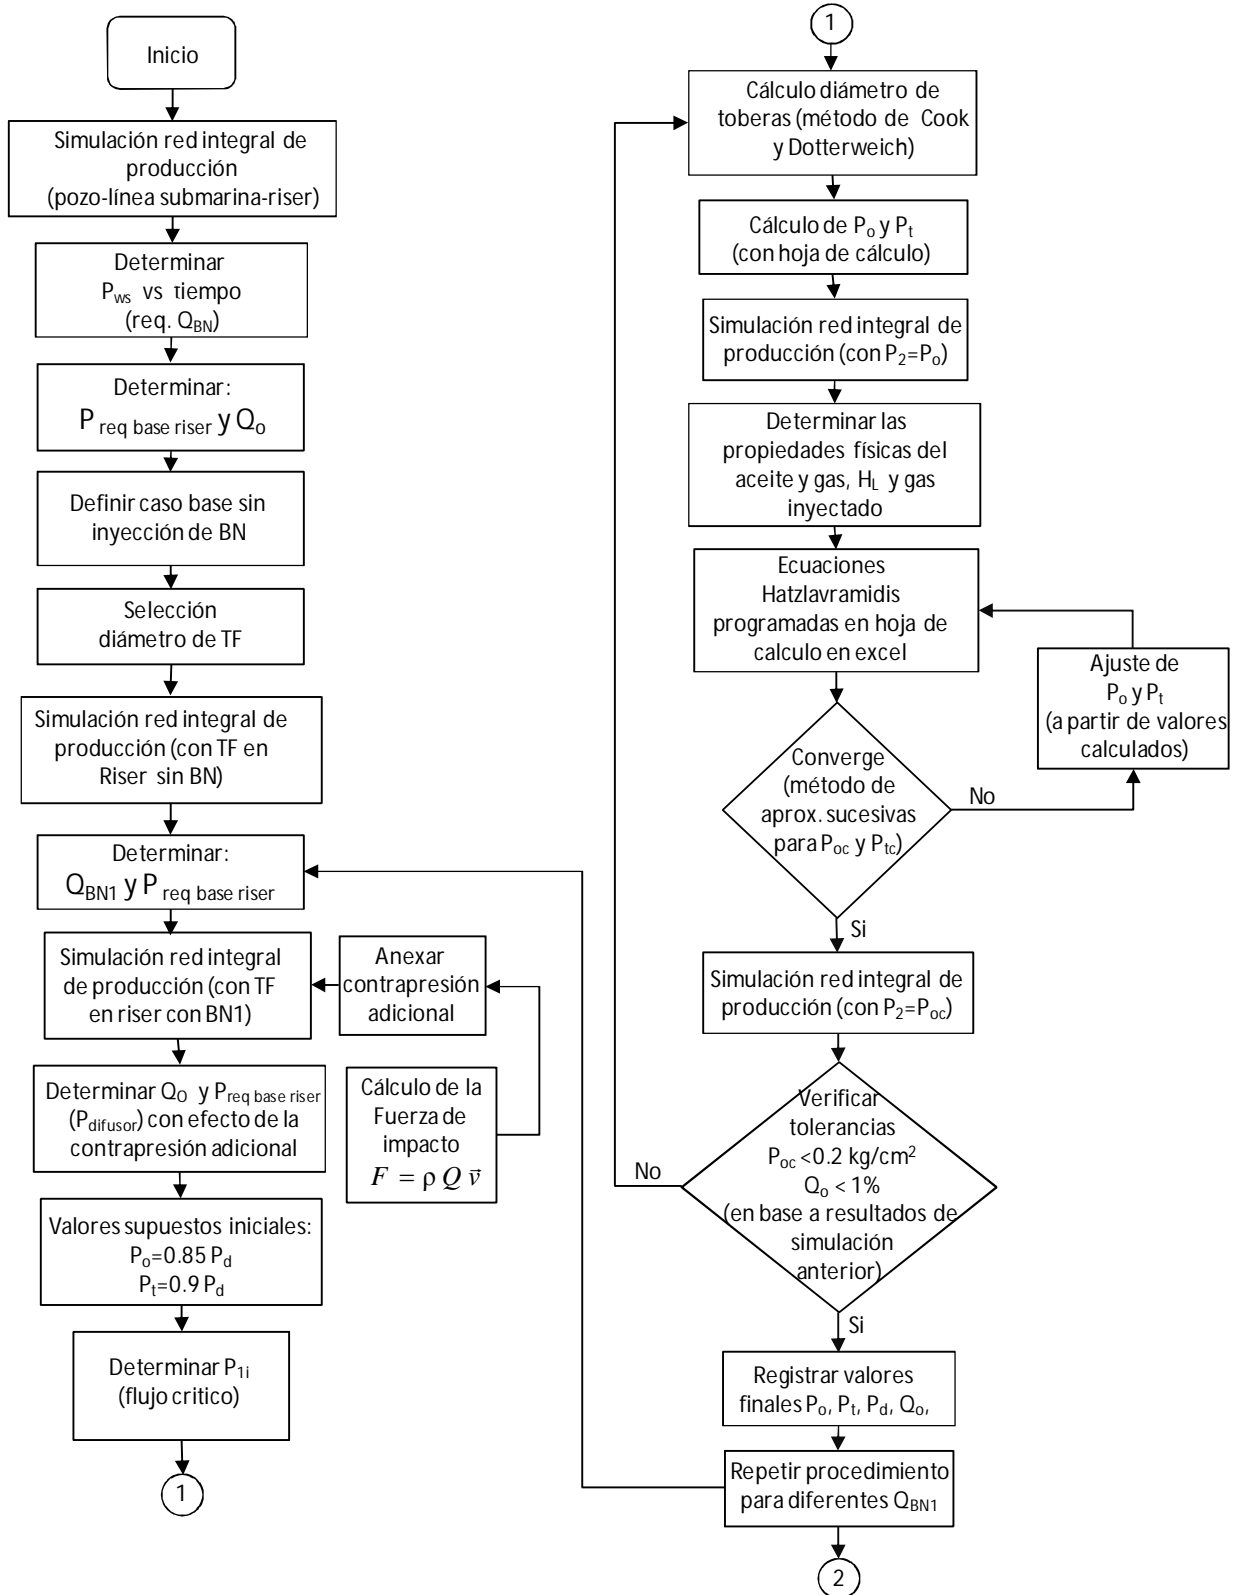 Inicio
Simulación red integral de
producción
(pozo-línea submarina-riser)
Determinar
Pws vs tiempo
(req. QBN)
Determinar:
P req base riser y Qo
Definir caso base sin
inyección de BN
Selección
diámetro de TF
Simulación red integral de
producción (con TF en
Riser sin BN)
Determinar:
QBN1 y P req base riser
Simulación red integral
de producción (con TF
en riser con BN1)
Anexar
contrapresión
adicional
Determinar QO y Preq base riser
(Pdifusor) con efecto de la
contrapresión adicional
Cálculo de la
Fuerza de
impacto
F = ρ Q v⃗
Valores supuestos iniciales:
Po=0.85 Pd
Pt=0.9 Pd
Determinar P1i
(flujo critico)
1
1
Cálculo diámetro de
toberas (método de Cook
y Dotterweich)
Cálculo de Po y Pt
(con hoja de cálculo)
Simulación red integral de
producción (con P2=Po)
Determinar las
propiedades físicas del
aceite y gas, HL y gas
inyectado
Ecuaciones
Hatzlavramidis
programadas en hoja de
calculo en excel
Ajuste de
Po y Pt
(a partir de valores
calculados)
Converge
(método de
aprox. sucesivas
para Poc y Ptc)
No
Si
Simulación red integral de
producción (con P2=Poc)
Verificar
tolerancias
Poc <0.2 kg/cm²
Qo < 1%
(en base a resultados de
simulación
anterior)
No
Si
Registrar valores
finales Po, Pt, Pd, Qo,
Repetir procedimiento
para diferentes QBN1
2